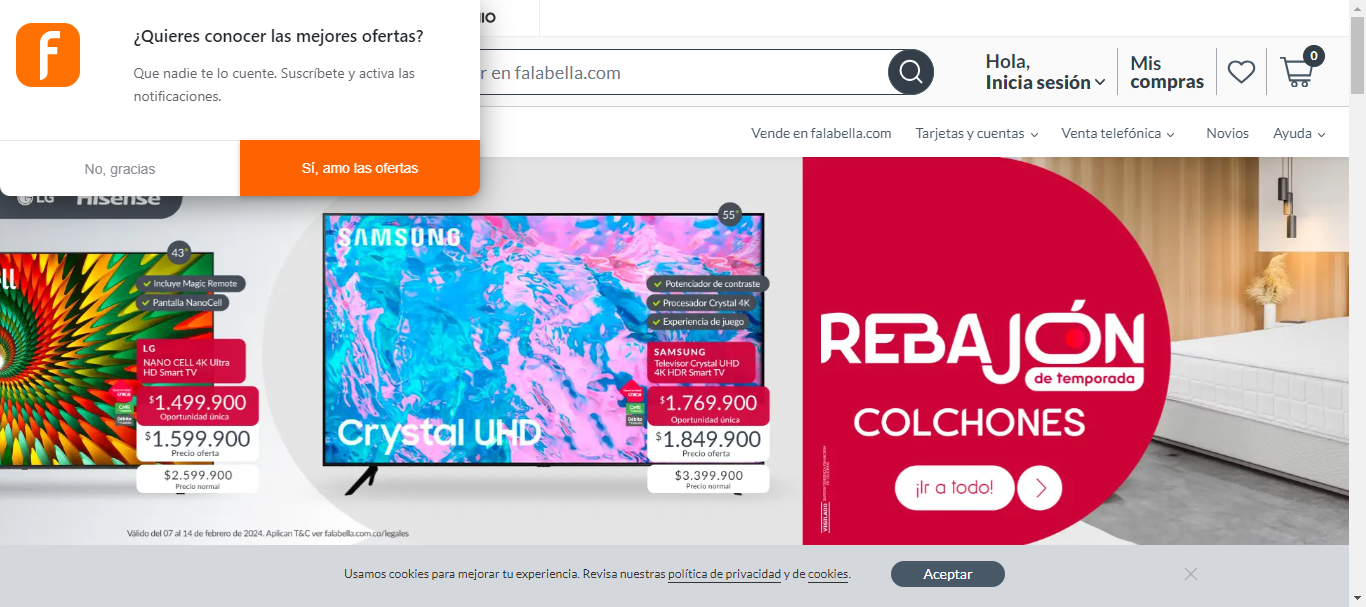 ¿Quieres conocer las mejores ofertas?
Que nadie te lo cuente. Suscríbete y activa las
notificaciones.
No, gracias
Sí, amo las ofertas
IO
r en falabella.com
Hola,
Inicia sesión
Mis
compras
0
Vende en falabella.com
Tarjetas y cuentas
Venta telefónica
Novios
Ayuda
LG Hisense
43"
Incluye Magic Remote
Pantalla NanoCell
LG
NANO CELL 4K Ultra
HD Smart TV
$1.499.900
Oportunidad única
$1.599.900
Precio oferta
$2.599.900
Precio normal
SAMSUNG
Crystal UHD
55"
Potenciador de contraste
Procesador Crystal 4K
Experiencia de juego
SAMSUNG
Televisor Crystal UHD
4K HDR Smart TV
$1.769.900
Oportunidad única
$1.849.900
Precio oferta
$3.399.900
Precio normal
Válido del 07 al 14 de febrero de 2024. Aplican T&C ver falabella.com.co/legales
REBAJÓN
de temporada
COLCHONES
¡Ir a todo!
VIGILADO
Usamos cookies para mejorar tu experiencia. Revisa nuestras política de privacidad y de cookies.
Aceptar